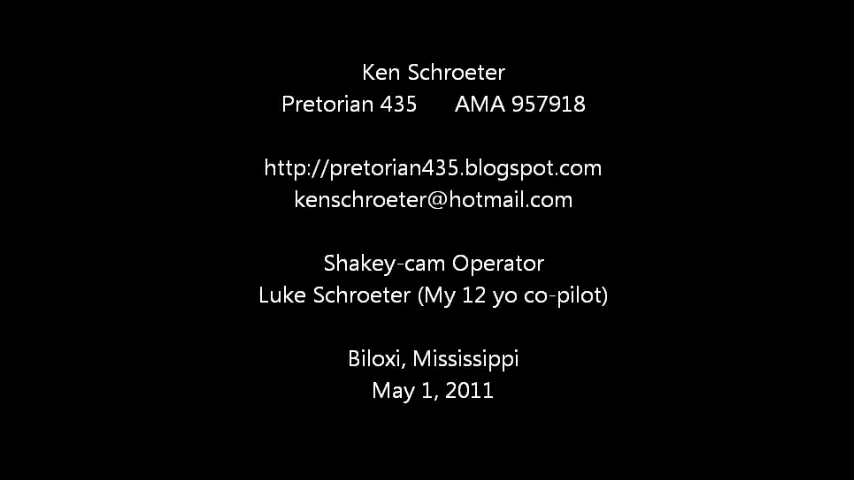 Ken Schroeter
Pretorian 435 AMA 957918
http://pretorian435.blogspot.com
kenschroeter@hotmail.com
Shakey-cam Operator
Luke Schroeter (My 12 yo co-pilot)
Biloxi, Mississippi
May 1, 2011